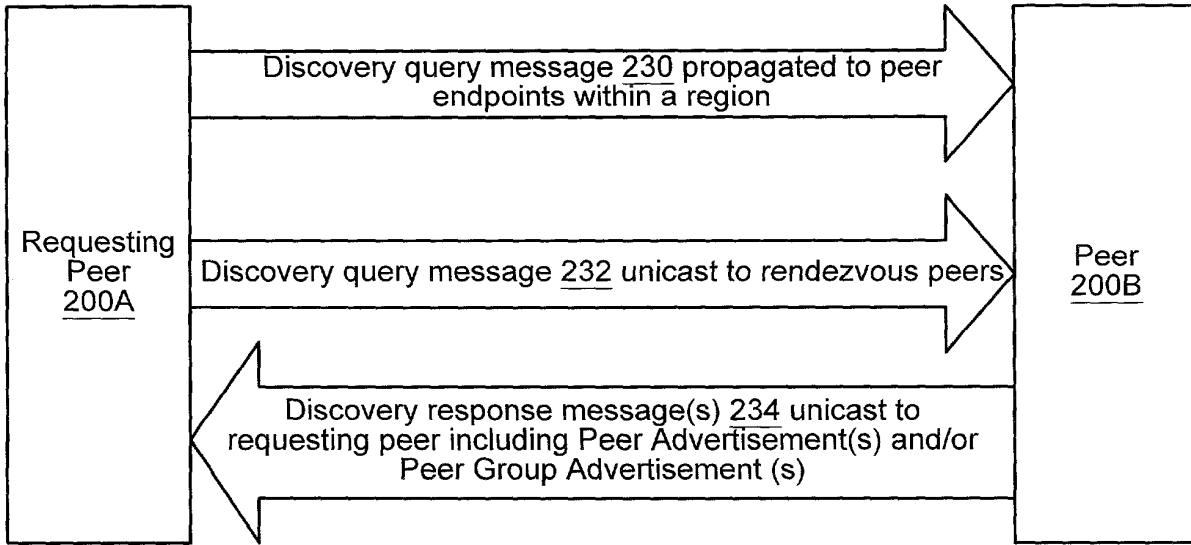 Discovery query message 230 propagated to peer
endpoints within a region
Requesting
Peer
200A
Discovery query message 232 unicast to rendezvous peers
Peer
200B
Discovery response message(s) 234 unicast to
requesting peer including Peer Advertisement(s) and/or
Peer Group Advertisement (s)